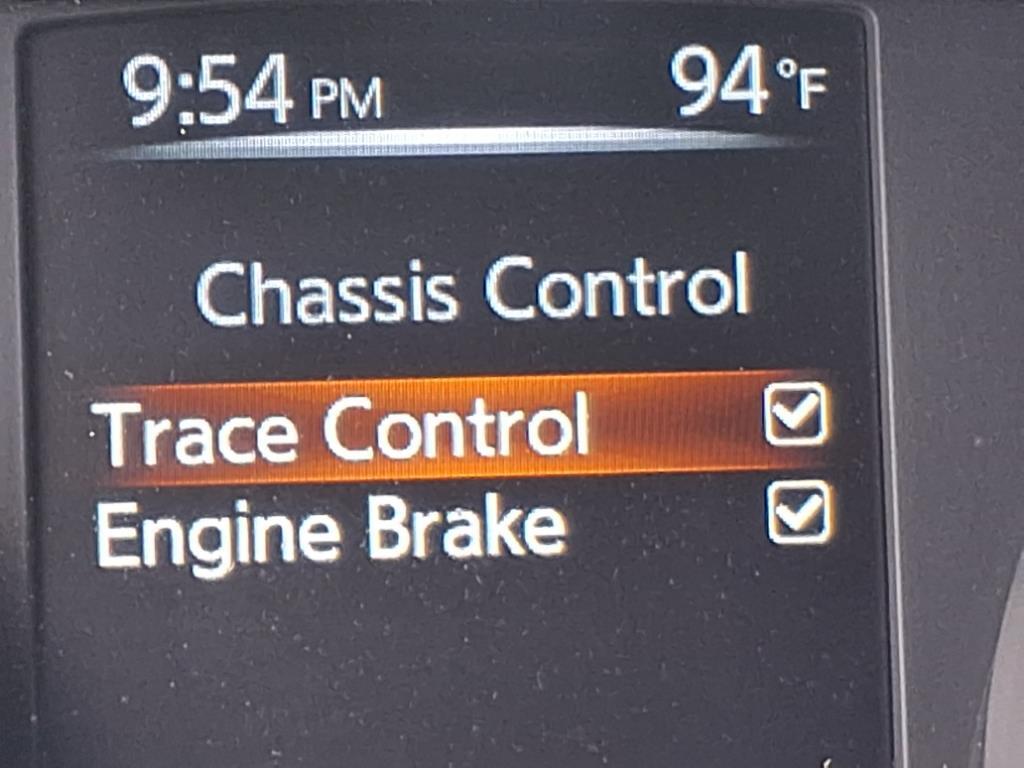 9:54 PM 94 °F
Chassis Control
Trace Control
Engine Brake